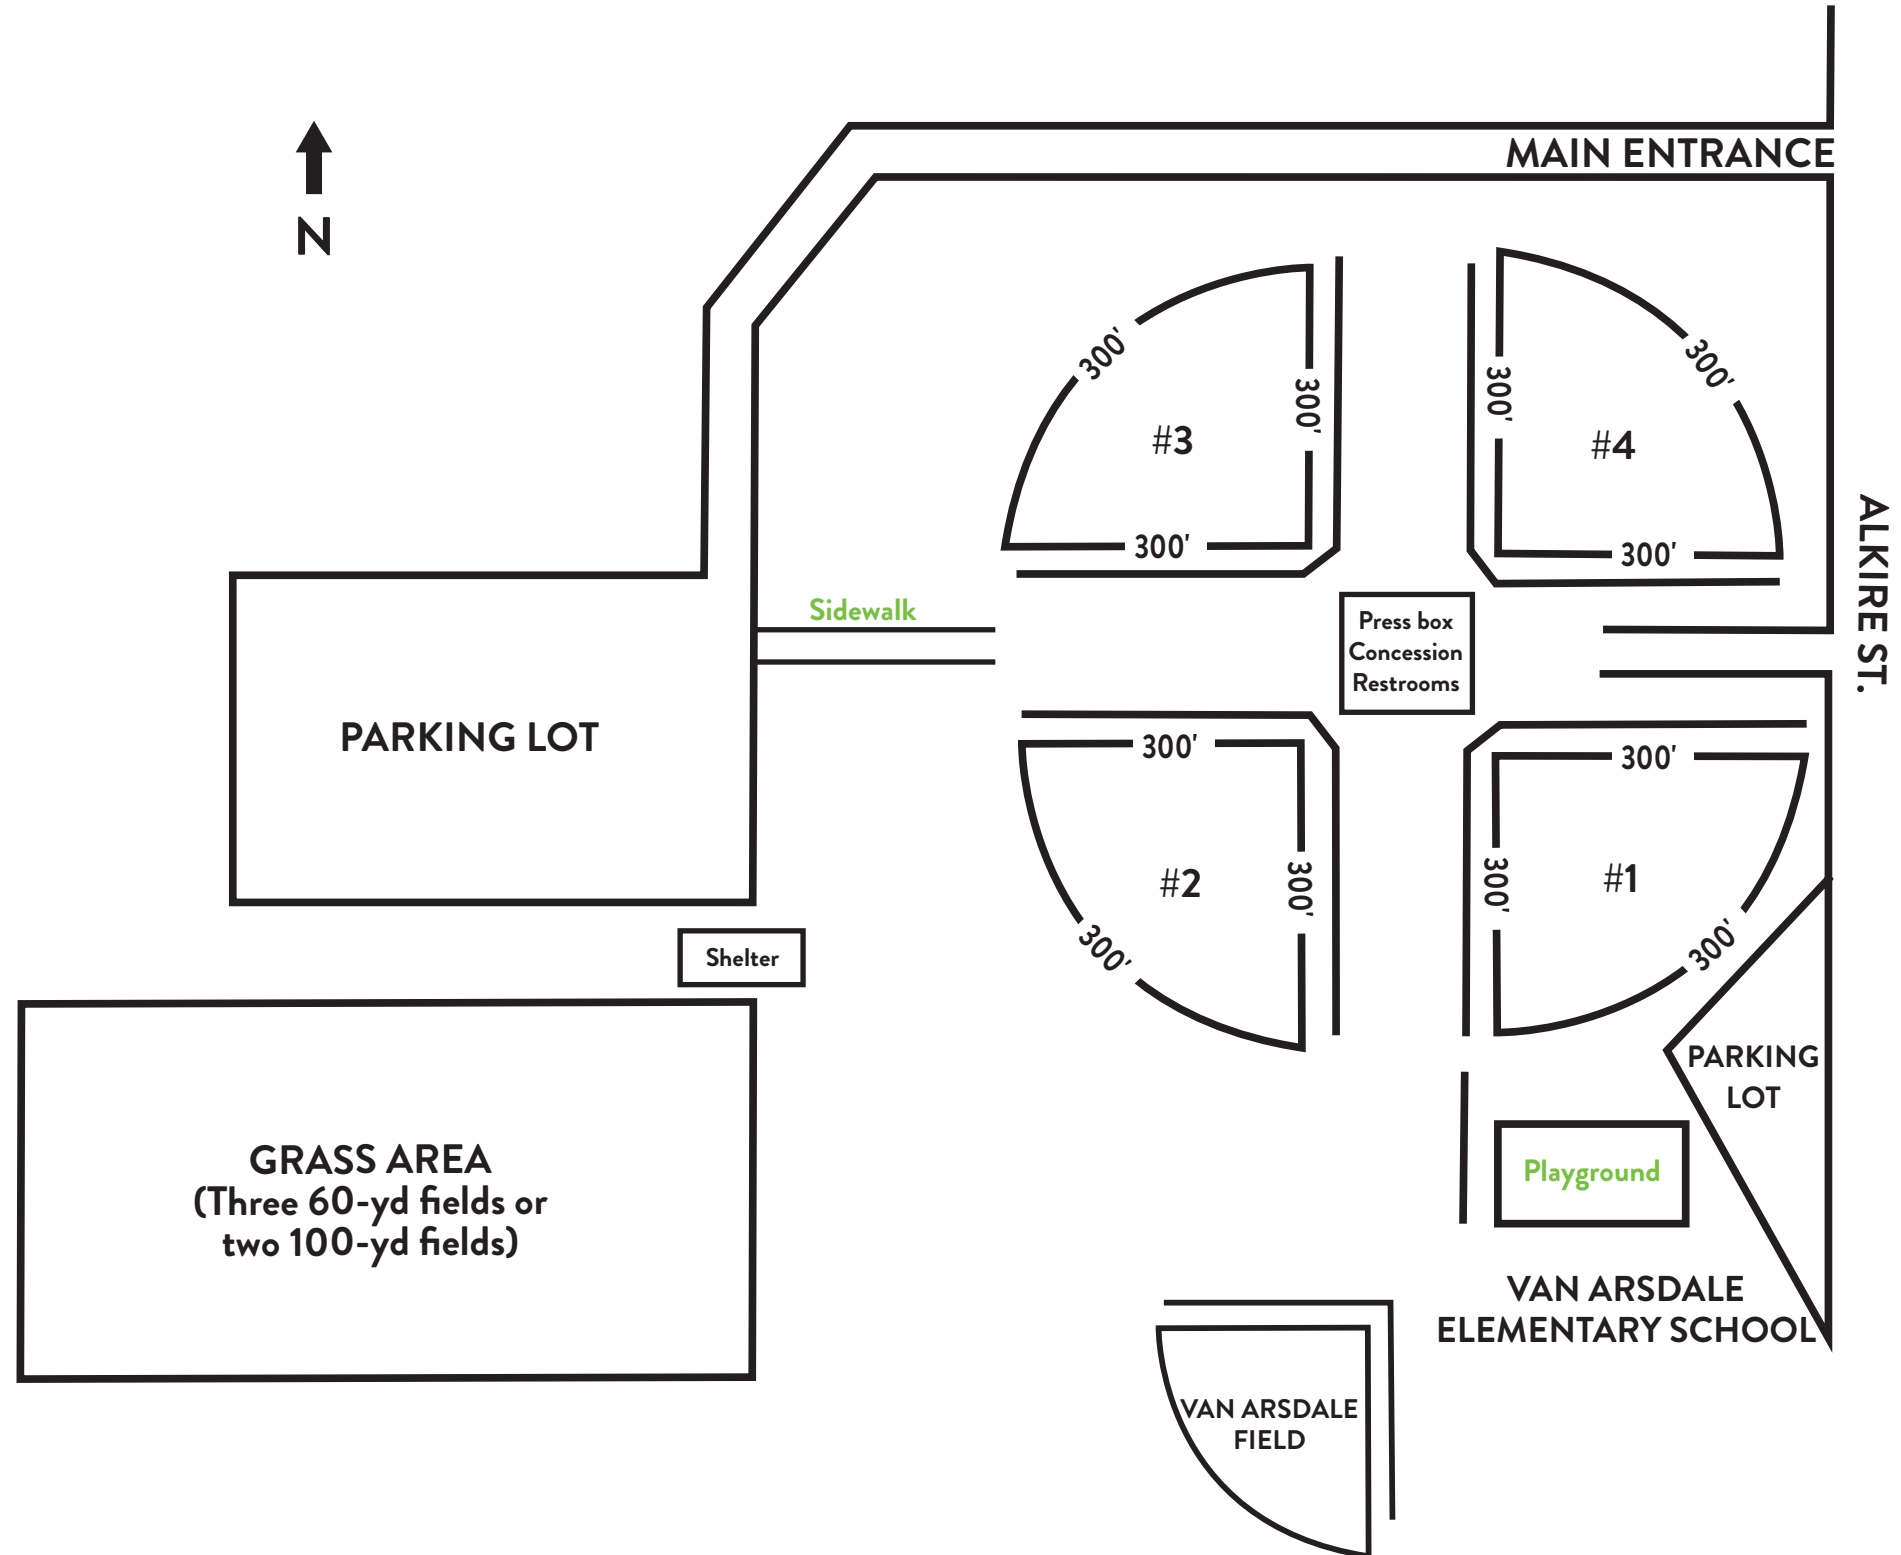 MAIN ENTRANCE
N
300'
300'
#3
300'
300'
300'
#4
300'
ALKIRE ST.
Sidewalk
Press box
Concession
Restrooms
PARKING LOT
300'
300'
#2
300'
300'
300'
#1
300'
Shelter
PARKING
LOT
GRASS AREA
(Three 60-yd fields or
two 100-yd fields)
Playground
VAN ARSDALE
ELEMENTARY SCHOOL
VAN ARSDALE
FIELD